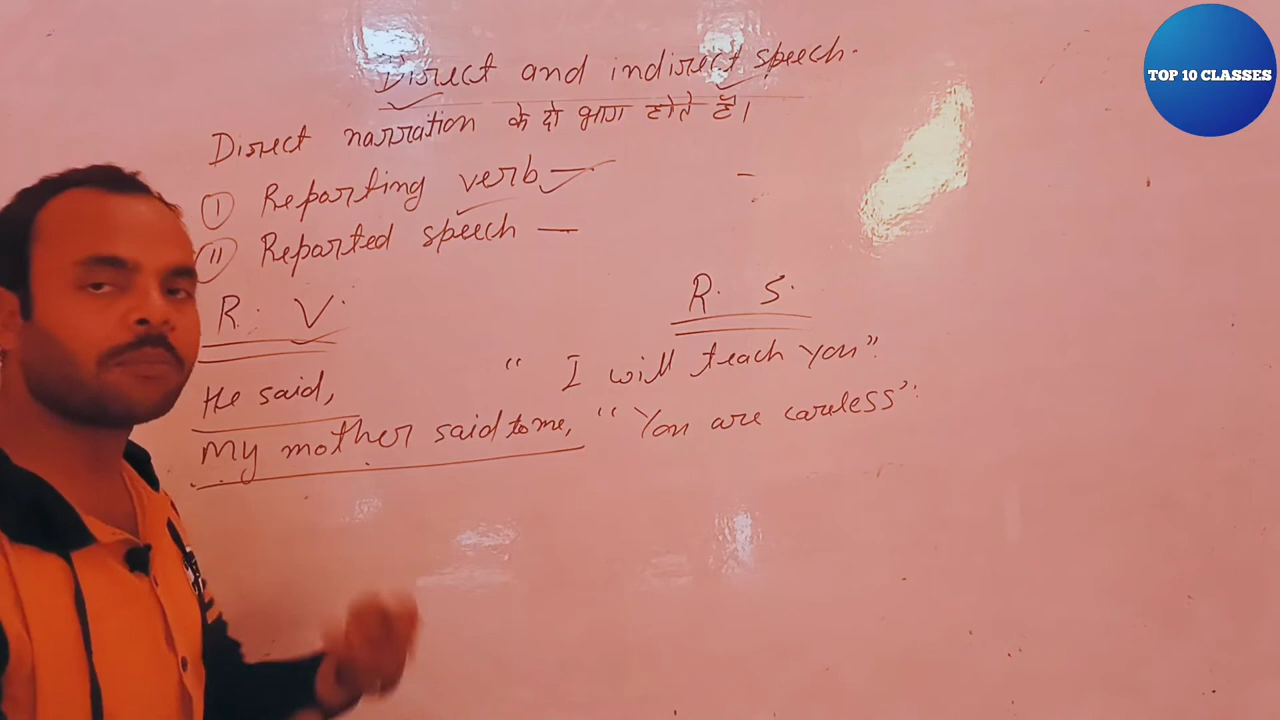 Direct and indirect speech.
Direct narration के दो भाग होते हैं।
I Reporting verb —
II Reported speech —
R. V. R. S.
He said, "I will teach you".
My mother said to me, "You are careless".
TOP 10 CLASSES